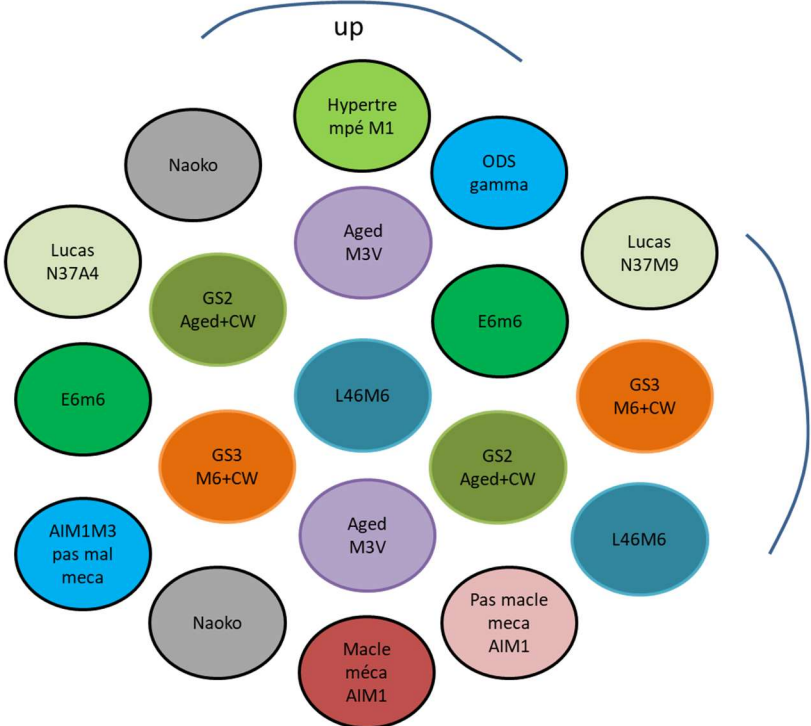 up
Hypertre
mpé M1
Naoko
ODS
gamma
Aged
M3V
Lucas
N37A4
Lucas
N37M9
GS2
Aged+CW
E6m6
E6m6
L46M6
GS3
M6+CW
GS3
M6+CW
GS2
Aged+CW
AIM1M3
pas mal
meca
Aged
M3V
L46M6
Naoko
Pas macle
meca
AIM1
Macle
méca
AIM1